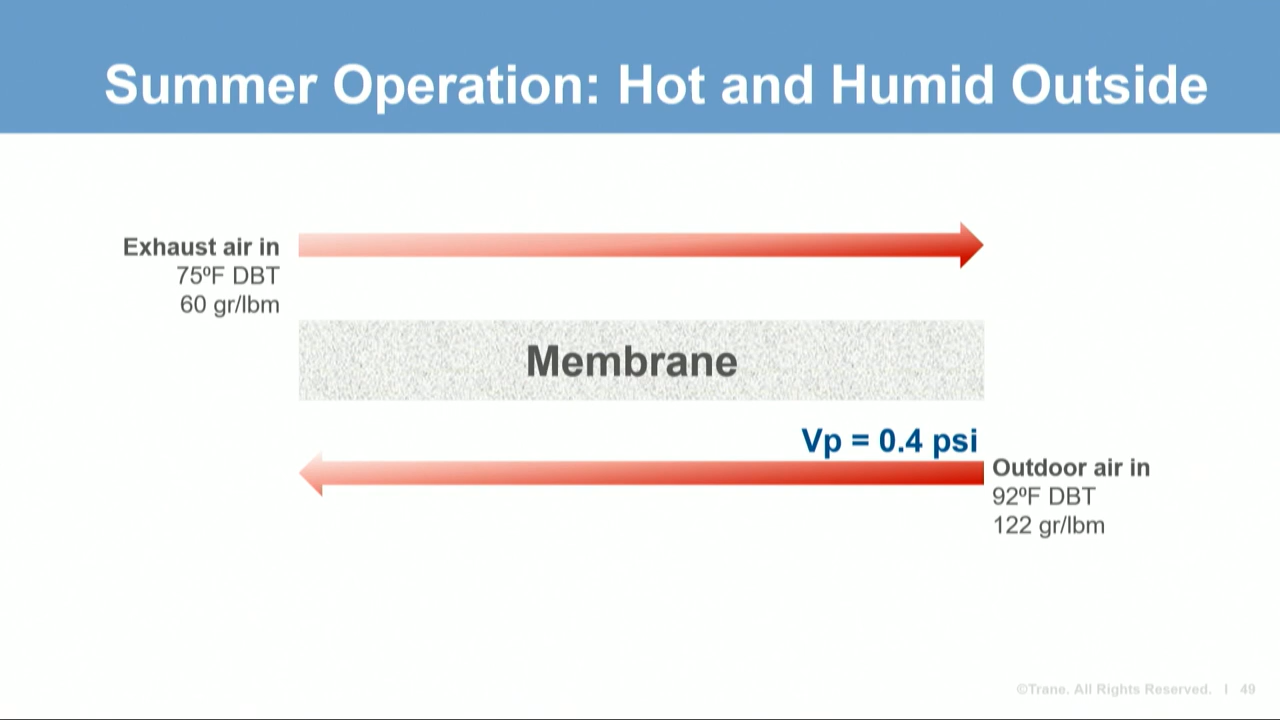 Summer Operation: Hot and Humid Outside
Exhaust air in
75ºF DBT
60 gr/lbm
Membrane
Vp = 0.4 psi
Outdoor air in
92ºF DBT
122 gr/lbm
©Trane. All Rights Reserved. I 49